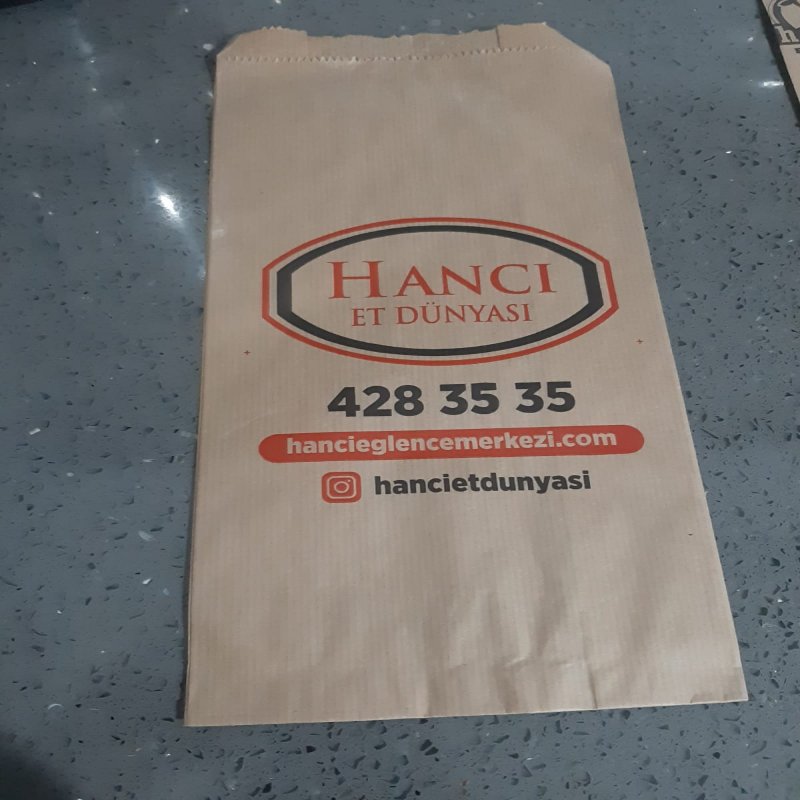 HANCI
ET DÜNYASI
428 35 35
hancieglencemerkezi.com
hancietdunyasi